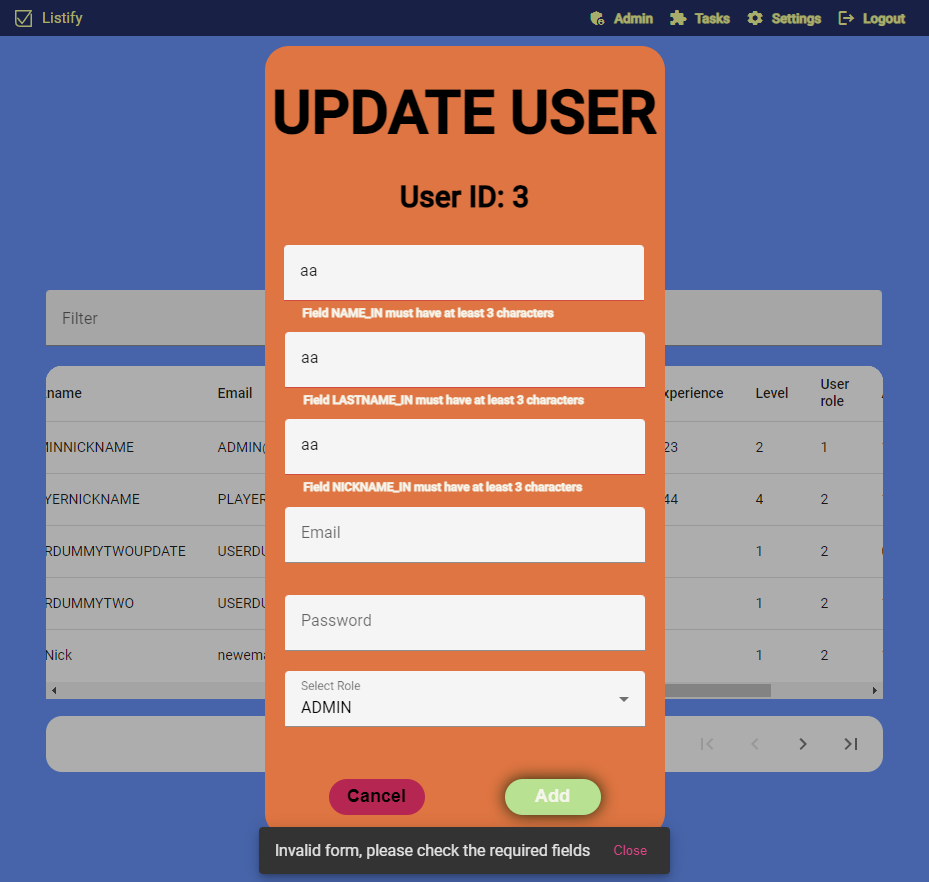 Listify
Admin Tasks Settings Logout
UPDATE USER
User ID: 3
aa
Field NAME_IN must have at least 3 characters
aa
Field LASTNAME_IN must have at least 3 characters
aa
Field NICKNAME_IN must have at least 3 characters
Email
Password
Select Role
ADMIN
Cancel Add
Invalid form, please check the required fields Close
Filter
name Email xperience Level User role
MINNICKNAME ADMIN@ 23 2 1
YERNICKNAME PLAYER 44 4 2
RDUMMYTWOUPDATE USERDU 1 2
RDUMMYTWO USERDU 1 2
Nick newema 1 2